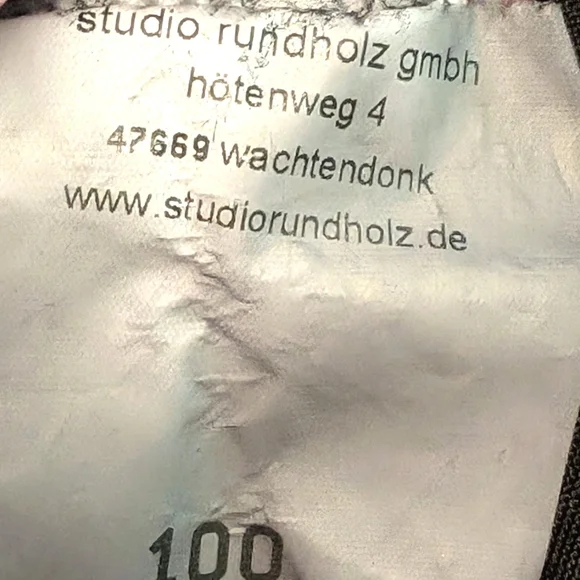 studio rundholz gmbh
hötenweg 4
47669 wachtendonk
www.studiorundholz.de
100